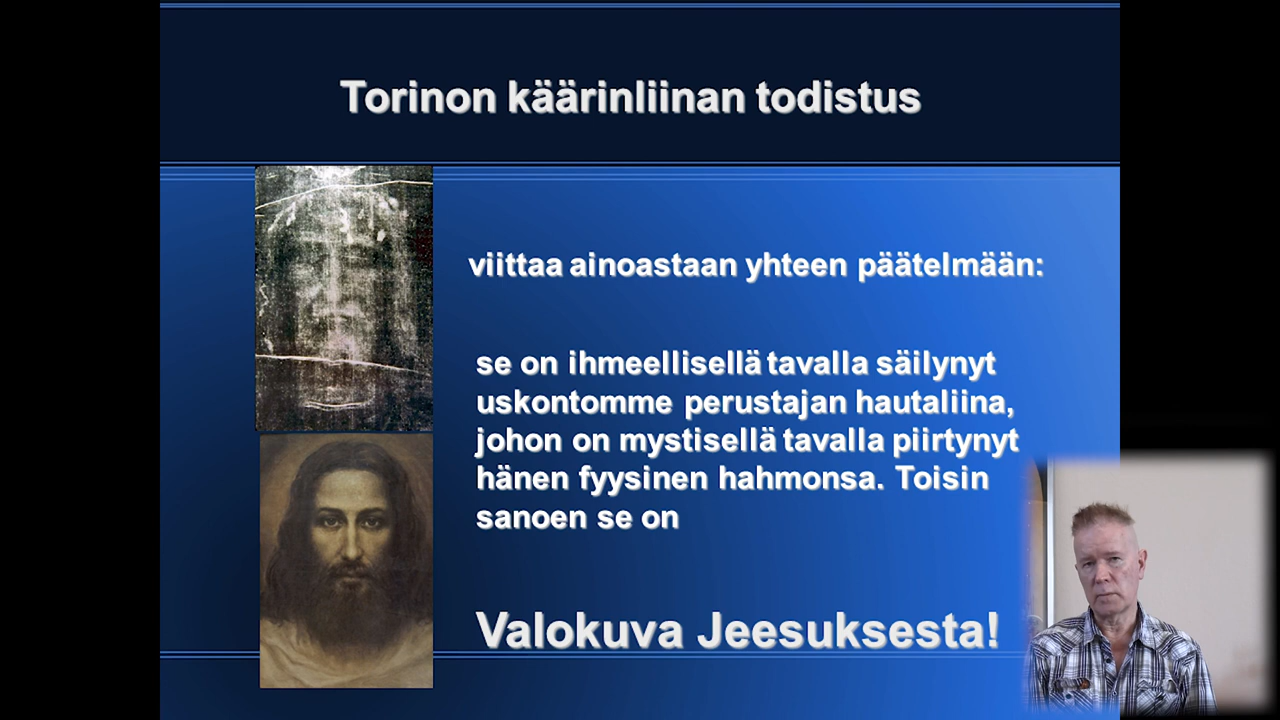 Torinon käärinliinan todistus
viittaa ainoastaan yhteen päätelmään:
se on ihmeellisellä tavalla säilynyt
uskontomme perustajan hautaliina,
johon on mystisellä tavalla piirtynyt
hänen fyysinen hahmonsa. Toisin
sanoen se on
Valokuva Jeesuksesta!